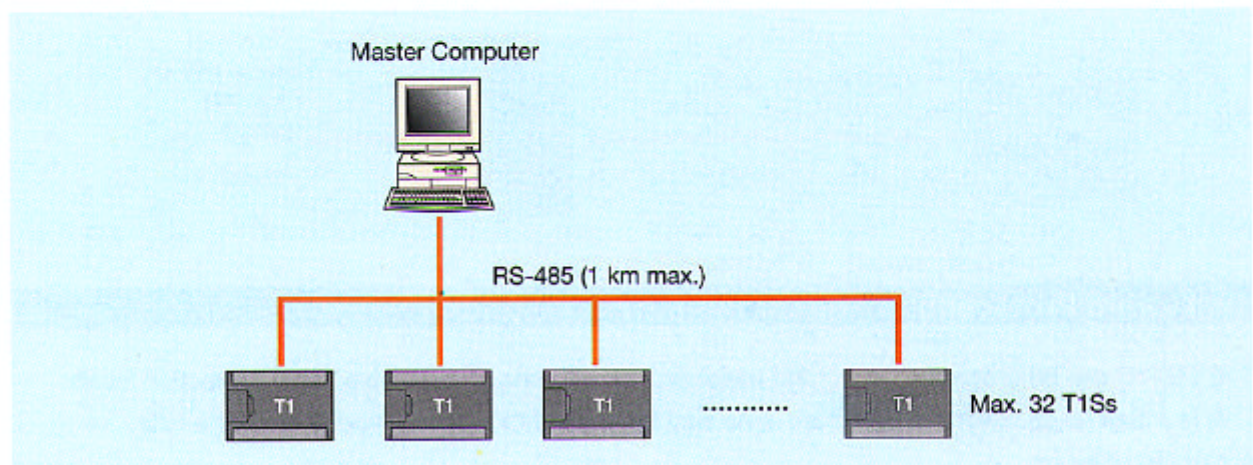 Master Computer
RS-485 (1 km max.)
T1
T1
T1
............
T1
Max. 32 T1Ss